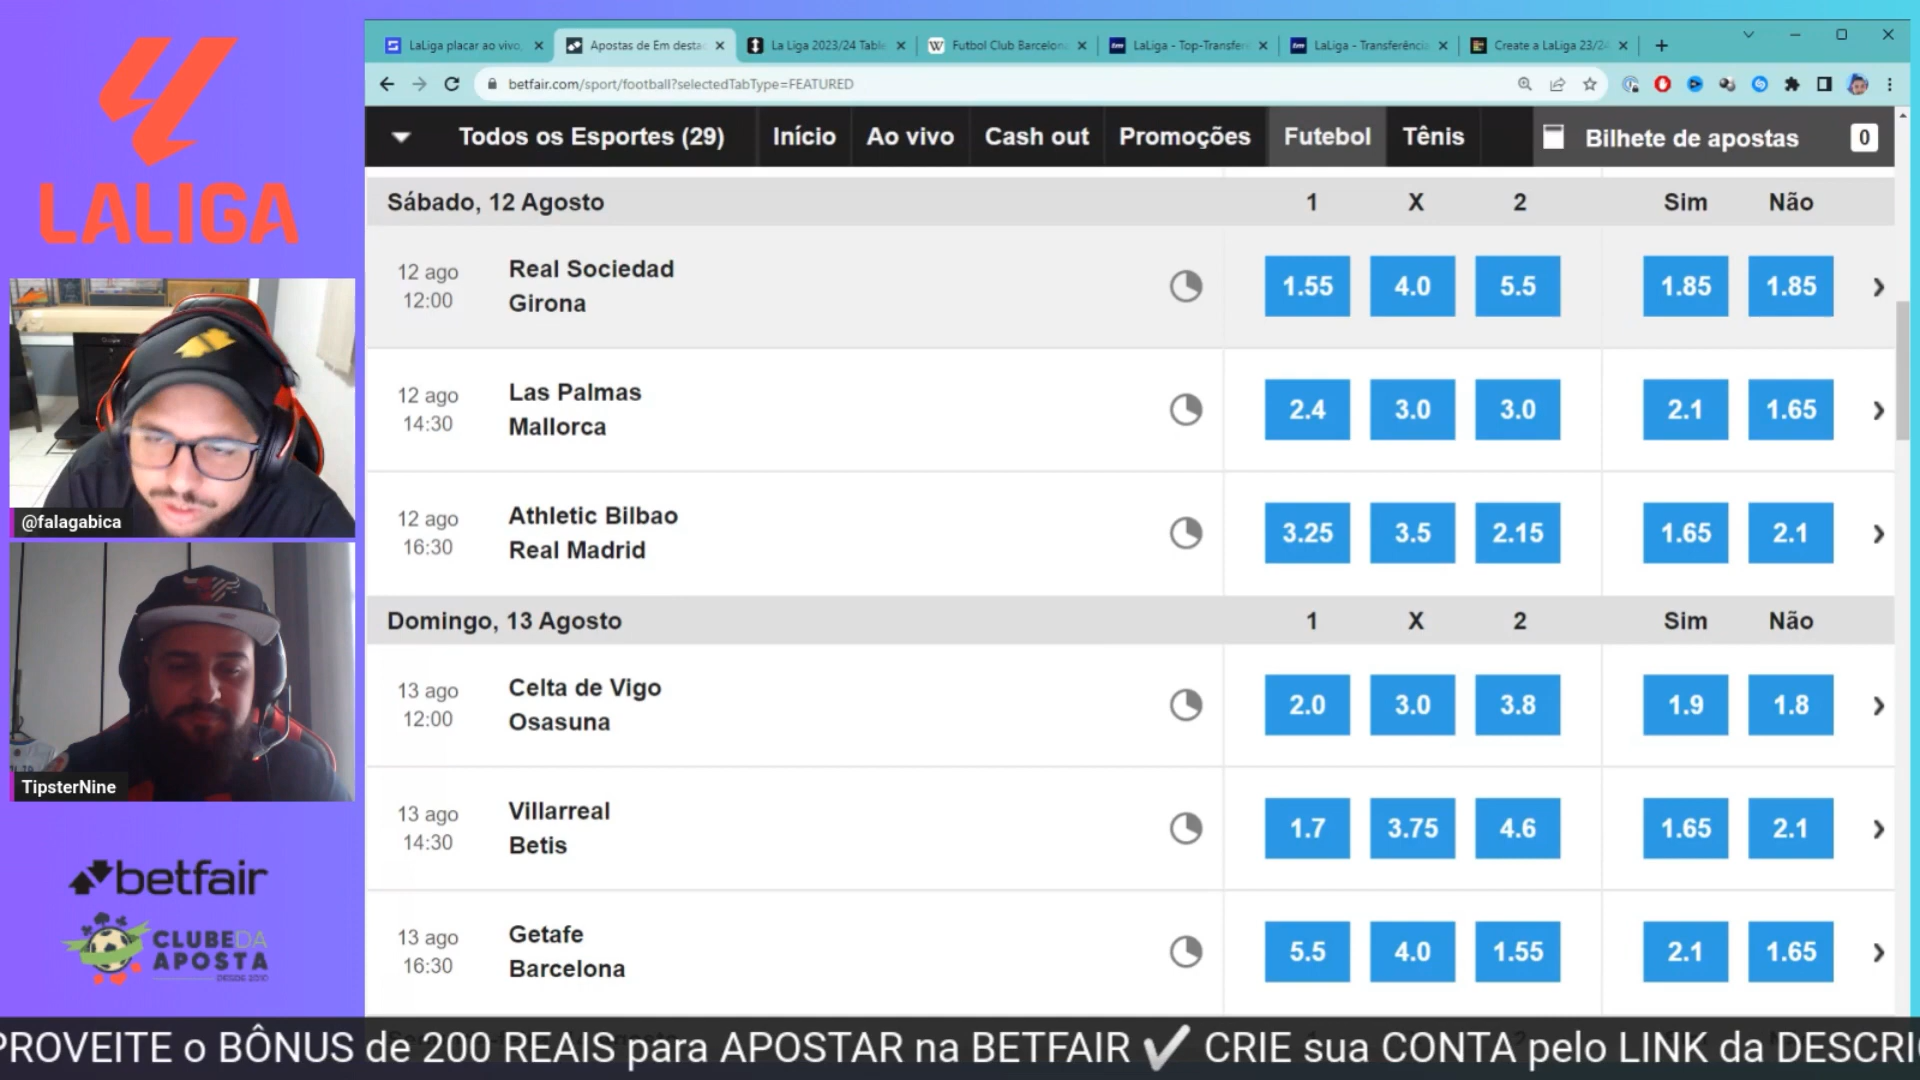 LALIGA
@falagabica
TipsterNine
betfair
CLUBEDA
APOSTA
DESDE 2010
LaLiga placar ao vivo,
Apostas de Em desta
La Liga 2023/24 Table
Futbol Club Barcelon
LaLiga - Top-Transfer
LaLiga - Transferência
Create a LaLiga 23/24
betfair.com/sport/football?selectedTabType=FEATURED
Todos os Esportes (29) Início Ao vivo Cash out Promoções Futebol Tênis Bilhete de apostas 0
Sábado, 12 Agosto 1 X 2 Sim Não
12 ago
12:00
Real Sociedad
Girona
1.55 4.0 5.5 1.85 1.85
12 ago
14:30
Las Palmas
Mallorca
2.4 3.0 3.0 2.1 1.65
12 ago
16:30
Athletic Bilbao
Real Madrid
3.25 3.5 2.15 1.65 2.1
Domingo, 13 Agosto 1 X 2 Sim Não
13 ago
12:00
Celta de Vigo
Osasuna
2.0 3.0 3.8 1.9 1.8
13 ago
14:30
Villarreal
Betis
1.7 3.75 4.6 1.65 2.1
13 ago
16:30
Getafe
Barcelona
5.5 4.0 1.55 2.1 1.65
PROVEITE o BÔNUS de 200 REAIS para APOSTAR na BETFAIR ✔ CRIE sua CONTA pelo LINK da DESCRI